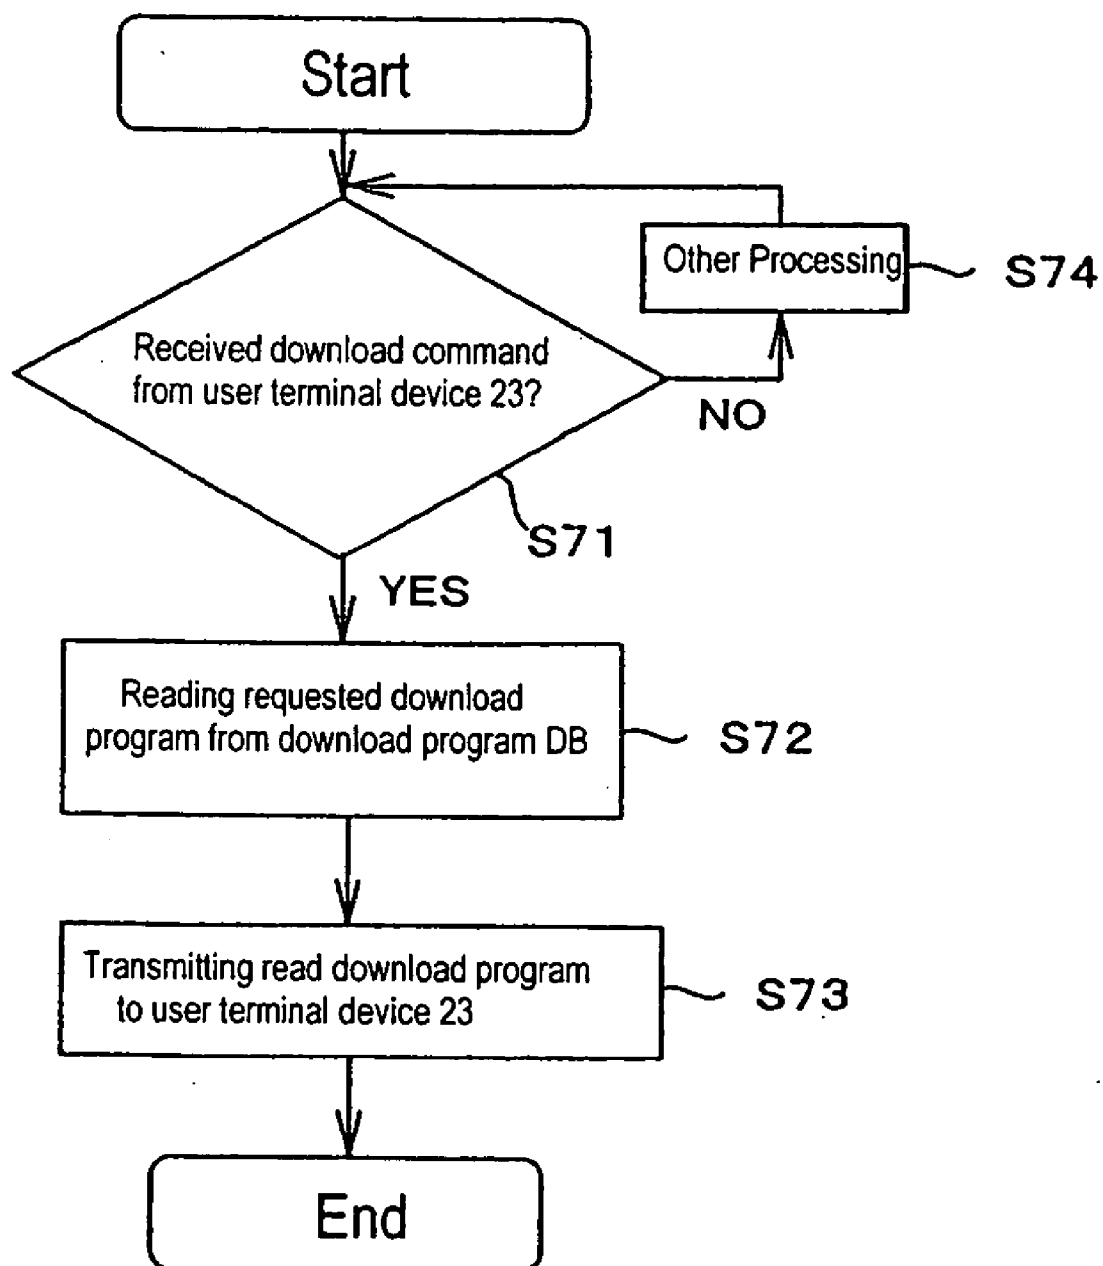 Start
Other Processing
S74
Received download command
from user terminal device 23?
NO
S71
YES
Reading requested download
program from download program DB
S72
Transmitting read download program
to user terminal device 23
S73
End